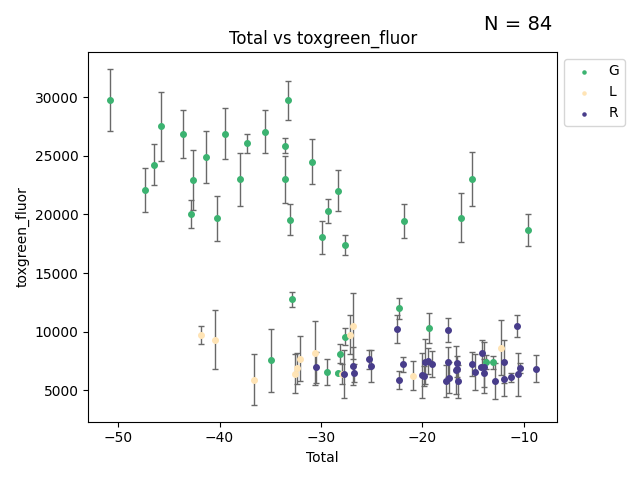 N = 84
Total vs toxgreen_fluor
G
L
R
30000
25000
20000
15000
10000
5000
toxgreen_fluor
−50
−40
−30
−20
−10
Total